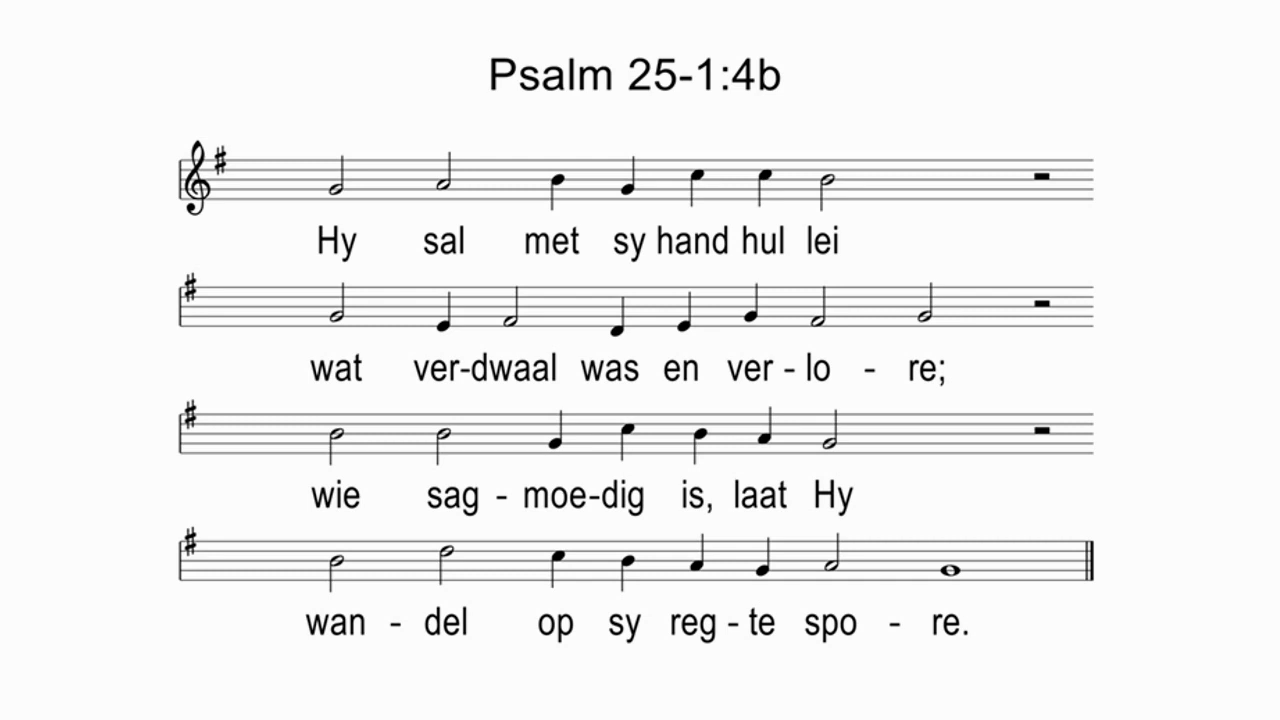 Psalm 25-1:4b
Hy sal met sy hand hul lei
wat ver-dwaal was en ver - lo - re;
wie sag - moe-dig is, laat Hy
wan - del op sy reg - te spo - re.